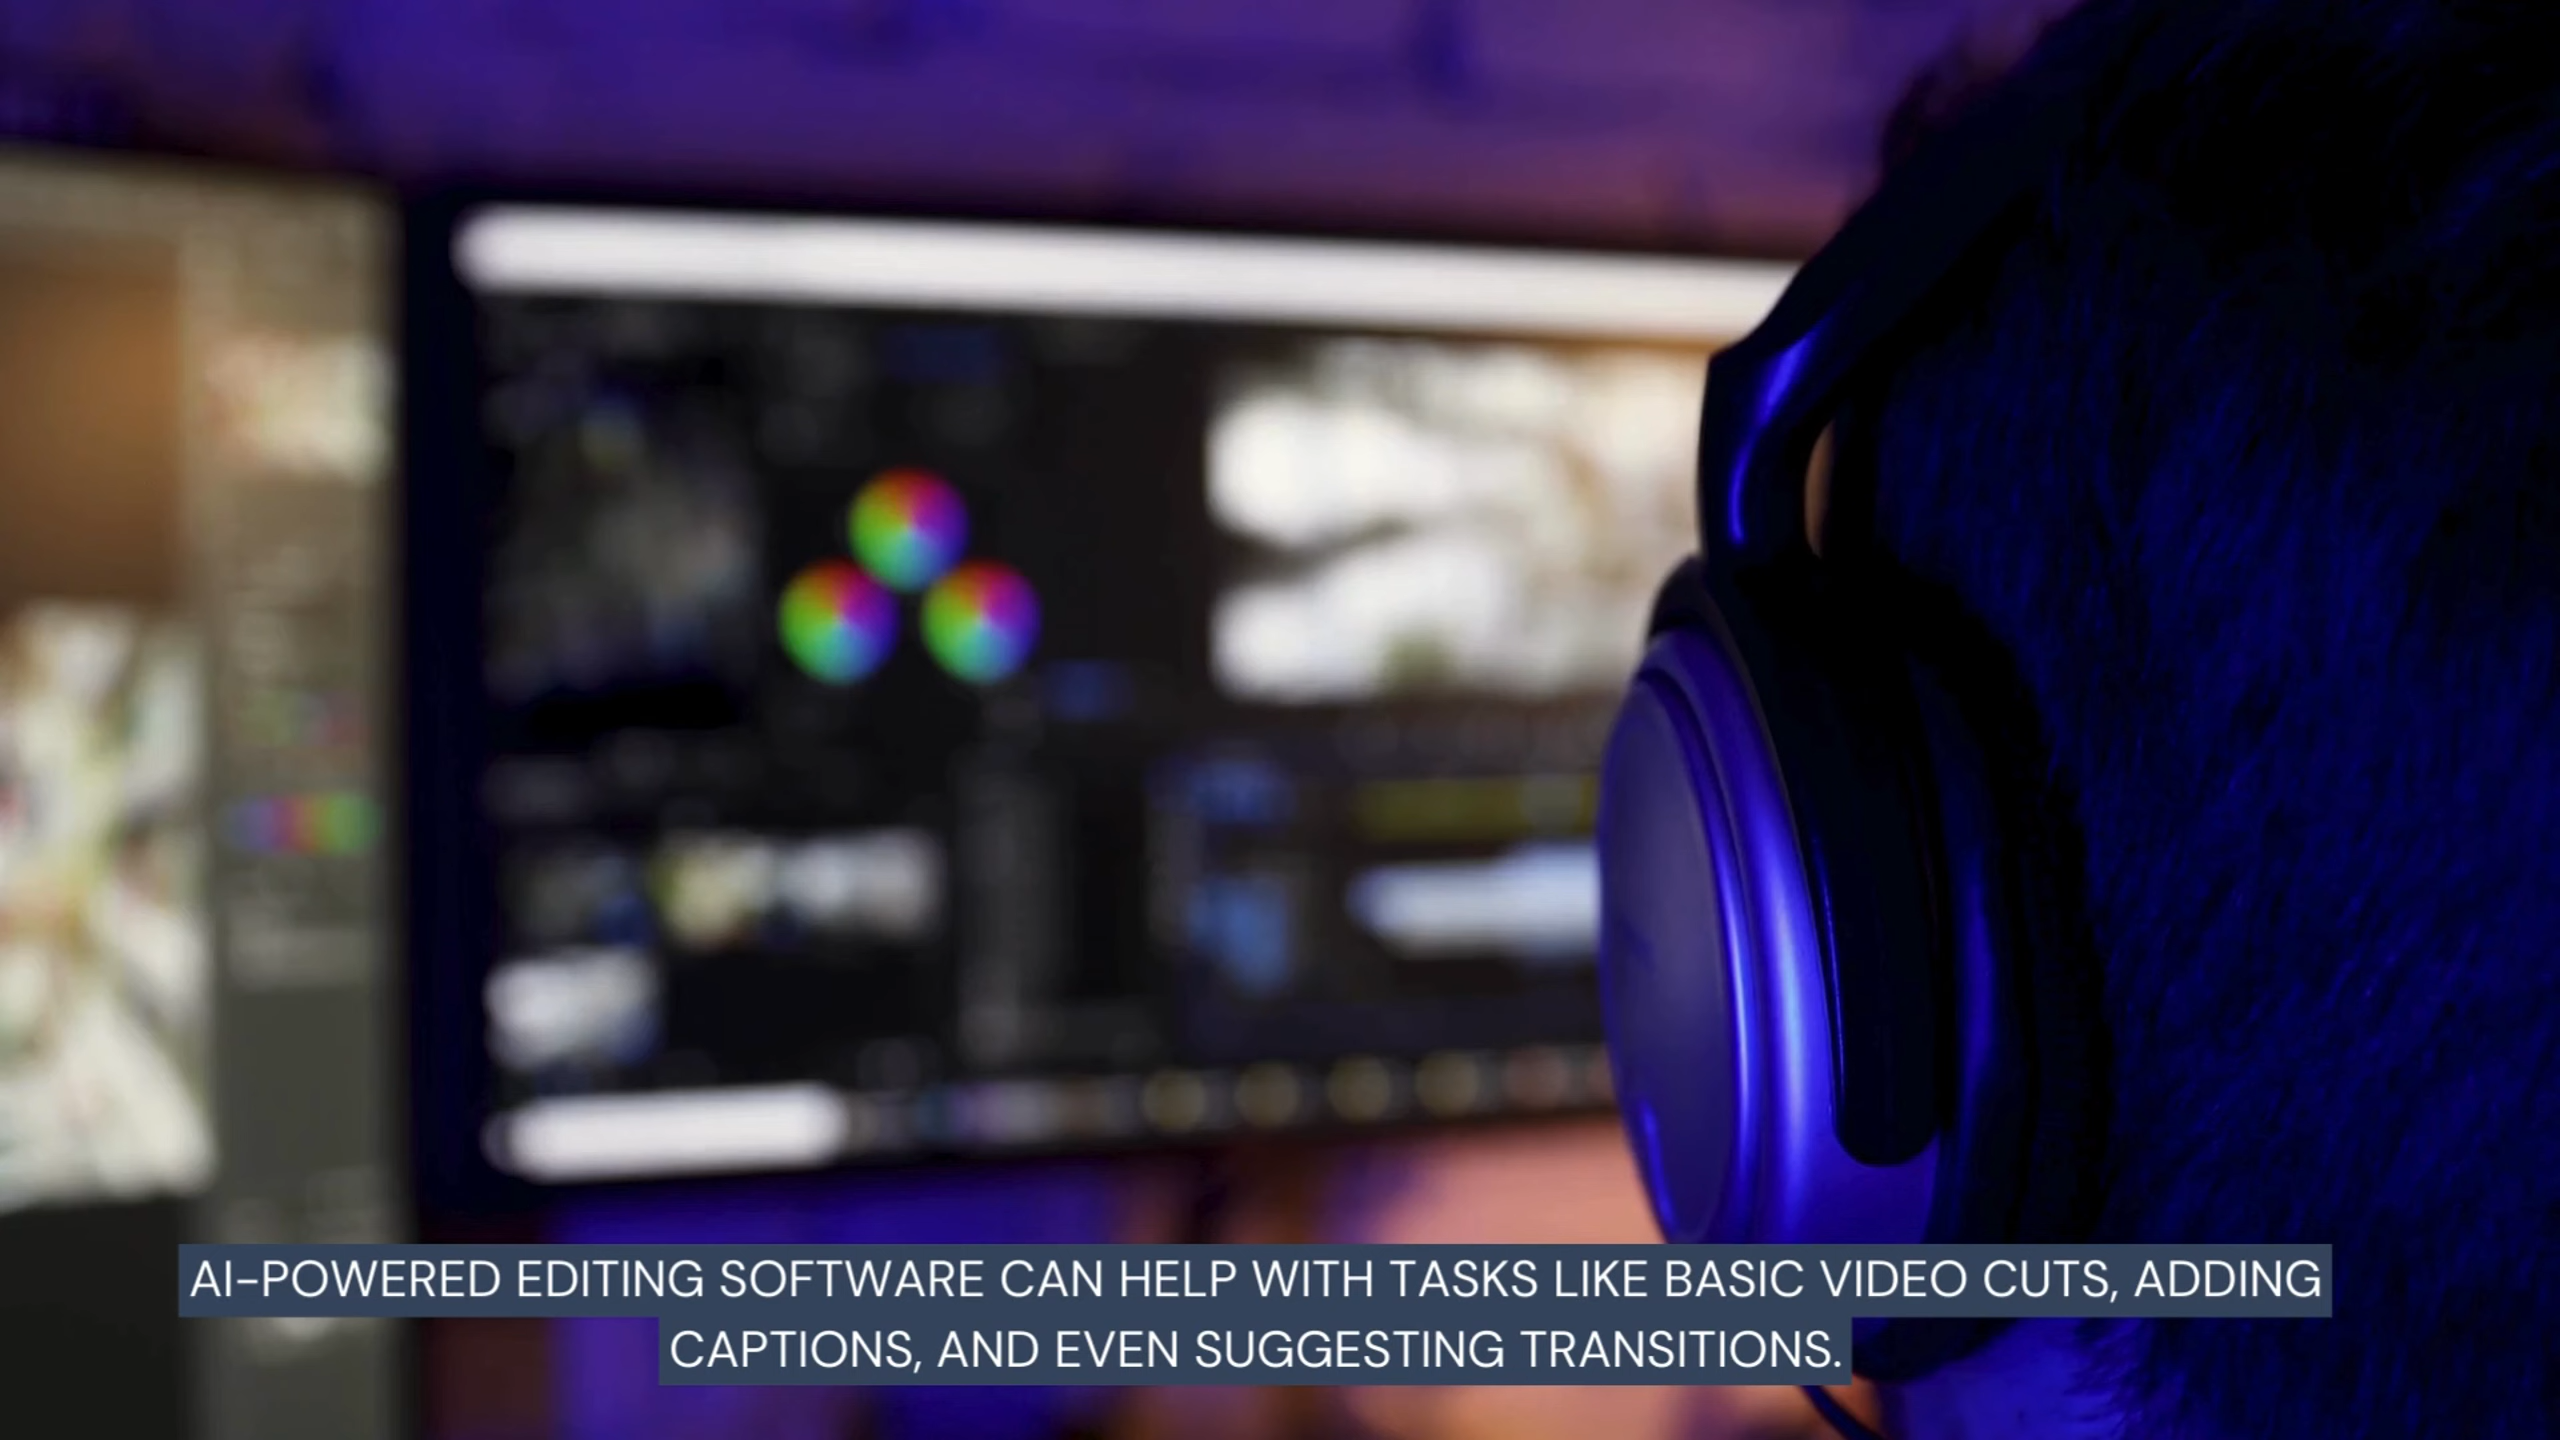 AI-POWERED EDITING SOFTWARE CAN HELP WITH TASKS LIKE BASIC VIDEO CUTS, ADDING
CAPTIONS, AND EVEN SUGGESTING TRANSITIONS.